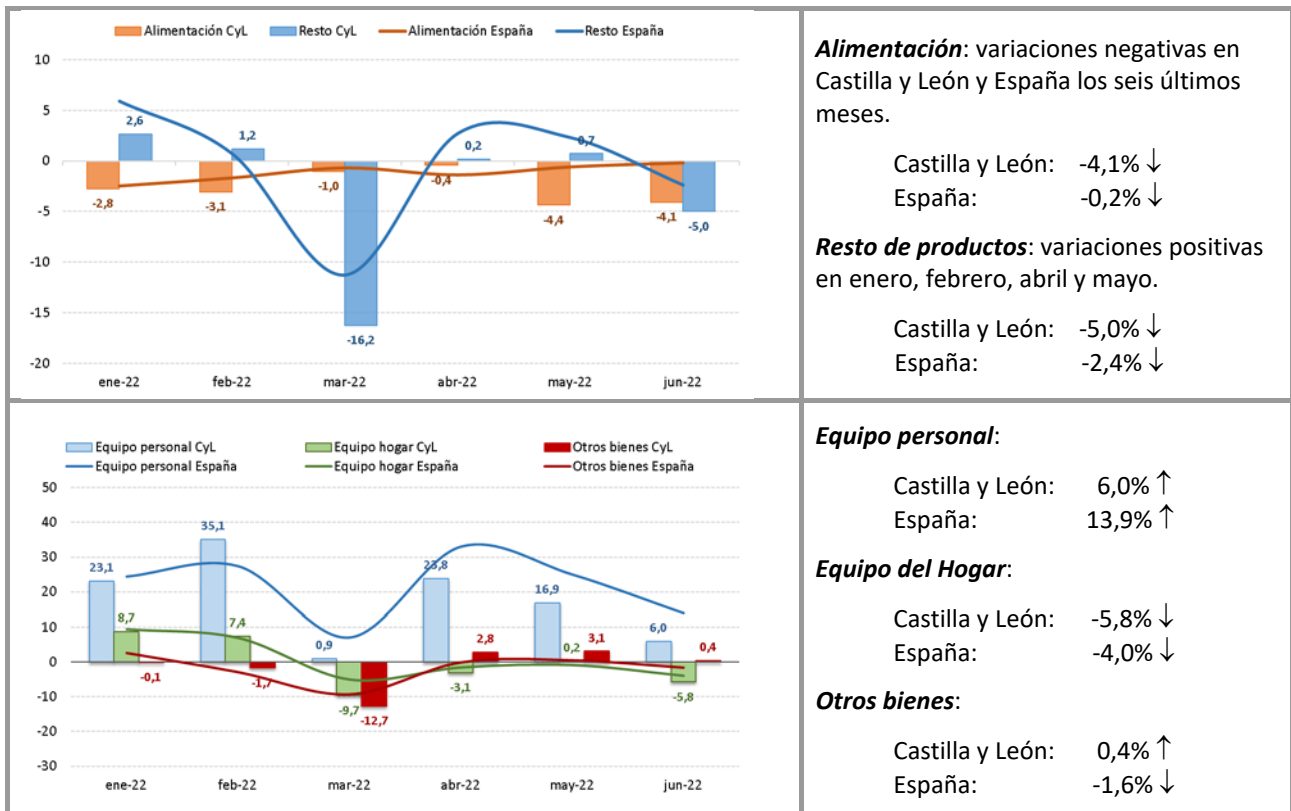 Alimentación CyL Resto CyL Alimentación España Resto España
10
5
0
-5
-10
-15
-20
2,6
1,2
0,2
0,7
-2,8
-3,1
-1,0
-0,4
-4,4
-4,1
-5,0
-16,2
ene-22 feb-22 mar-22 abr-22 may-22 jun-22
Alimentación: variaciones negativas en
Castilla y León y España los seis últimos
meses.
Castilla y León: -4,1% ↓
España: -0,2% ↓
Resto de productos: variaciones positivas
en enero, febrero, abril y mayo.
Castilla y León: -5,0% ↓
España: -2,4% ↓
Equipo personal CyL Equipo hogar CyL Otros bienes CyL
Equipo personal España Equipo hogar España Otros bienes España
50
40
30
20
10
0
-10
-20
-30
23,1
8,7
-0,1
35,1
7,4
-1,7
0,9
-9,7
-12,7
23,8
-3,1
2,8
16,9
0,2
3,1
6,0
-5,8
0,4
ene-22 feb-22 mar-22 abr-22 may-22 jun-22
Equipo personal:
Castilla y León: 6,0% ↑
España: 13,9% ↑
Equipo del Hogar:
Castilla y León: -5,8% ↓
España: -4,0% ↓
Otros bienes:
Castilla y León: 0,4% ↑
España: -1,6% ↓